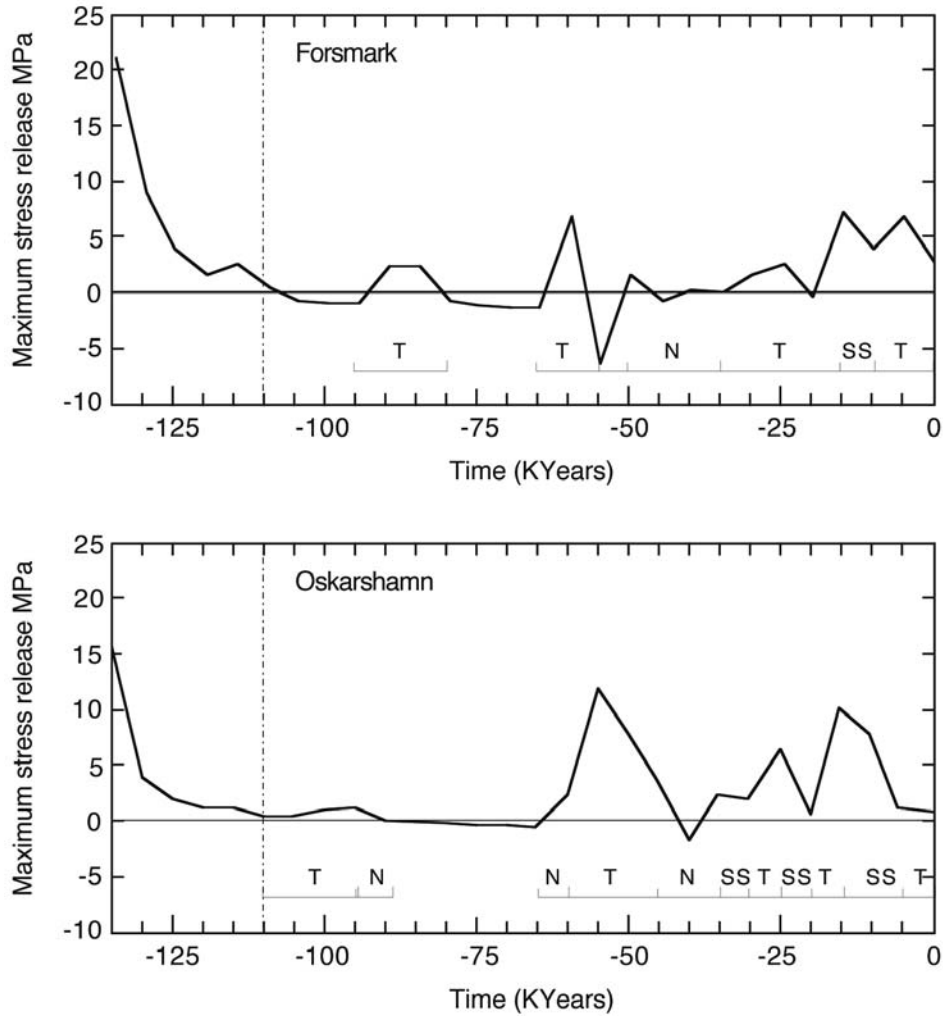 Maximum stress release MPa
25
20
15
10
5
0
-5
-10
Forsmark
T T N T SS T
-125 -100 -75 -50 -25 0
Time (KYears)
Maximum stress release MPa
25
20
15
10
5
0
-5
-10
Oskarshamn
T N N T N SS T SS T SS T
-125 -100 -75 -50 -25 0
Time (KYears)